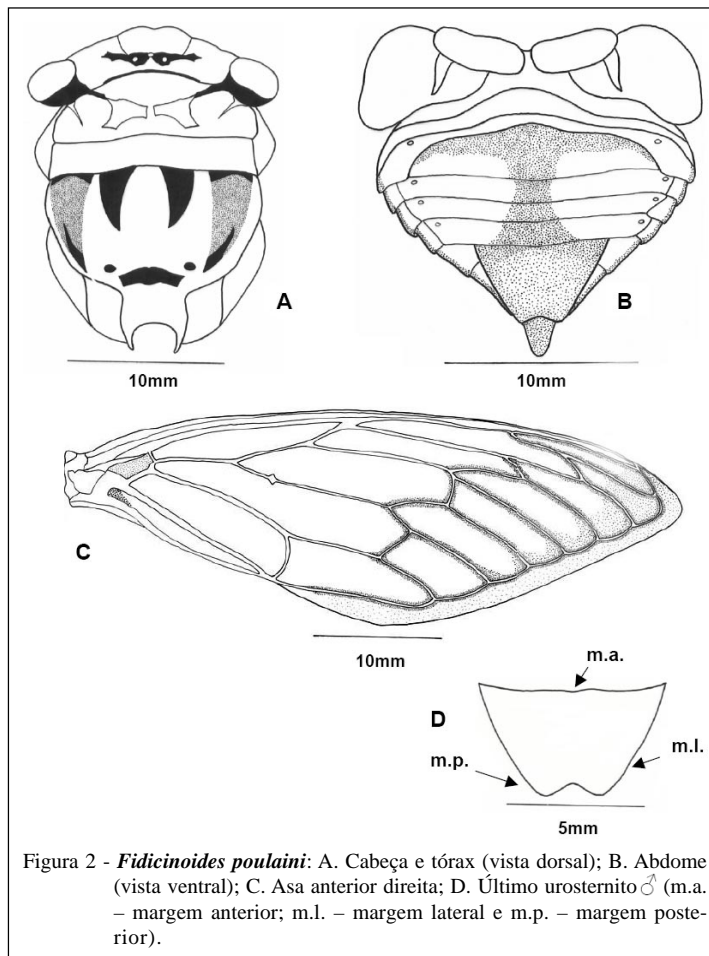 A
B
10mm
10mm
C
10mm
m.a.
D
m.p.
m.l.
5mm
Figura 2 - Fidicinoides poulaini: A. Cabeça e tórax (vista dorsal); B. Abdome
(vista ventral); C. Asa anterior direita; D. Último urosternito ♂ (m.a.
– margem anterior; m.l. – margem lateral e m.p. – margem poste-
rior).